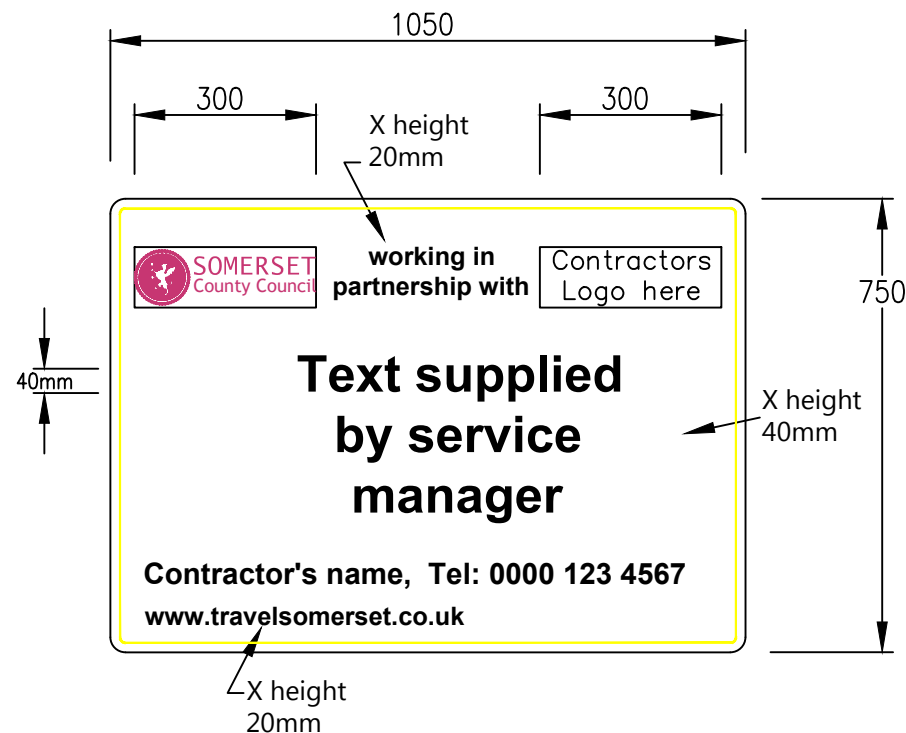 1050
300
300
X height
20mm
SOMERSET
County Council
working in
partnership with
Contractors
Logo here
750
40mm
Text supplied
by service
manager
X height
40mm
Contractor's name,  Tel: 0000 123 4567
www.travelsomerset.co.uk
X height
20mm